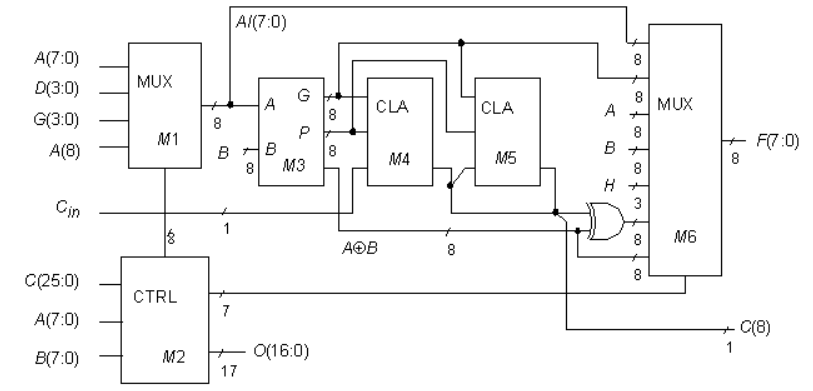 AI(7:0)
A(7:0)
D(3:0)
G(3:0)
A(8)
MUX
M1
8
B
8
A
B
G
P
M3
8
8
CLA
M4
CLA
M5
8
8
A
8
B
8
H
3
8
8
MUX
M6
F(7:0)
8
Cin
1
A⊕B
8
8
C(25:0)
A(7:0)
B(7:0)
CTRL
M2
7
O(16:0)
17
C(8)
1